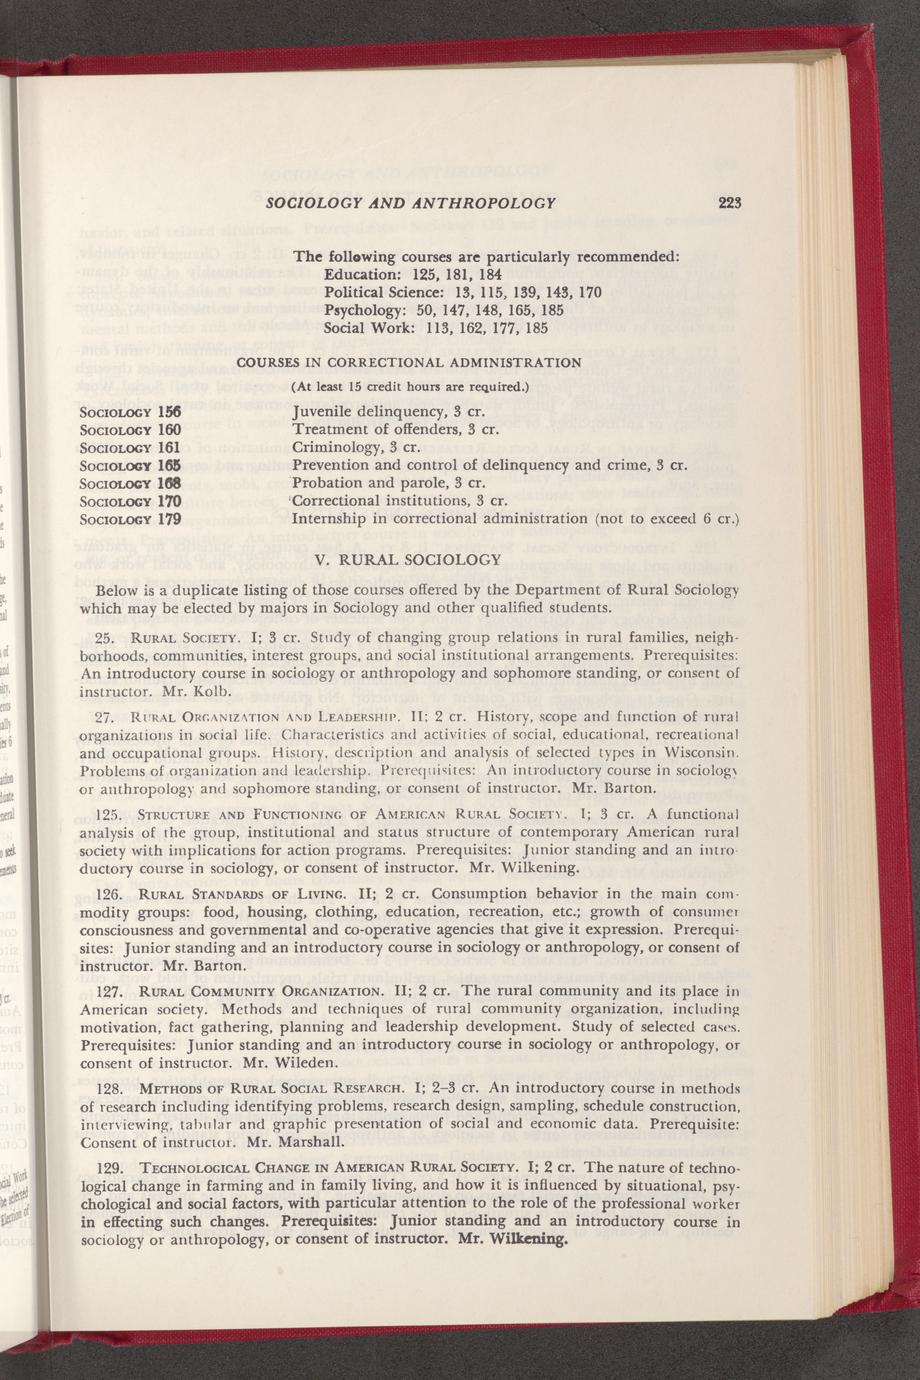 SOCIOLOGY AND ANTHROPOLOGY 223
The following courses are particularly recommended:
Education: 125, 181, 184
Political Science: 13, 115, 139, 143, 170
Psychology: 50, 147, 148, 165, 185
Social Work: 113, 162, 177, 185
COURSES IN CORRECTIONAL ADMINISTRATION
(At least 15 credit hours are required.)
SOCIOLOGY 156 Juvenile delinquency, 3 cr.
SOCIOLOGY 160 Treatment of offenders, 3 cr.
SOCIOLOGY 161 Criminology, 3 cr.
SOCIOLOGY 165 Prevention and control of delinquency and crime, 3 cr.
SOCIOLOGY 168 Probation and parole, 3 cr.
SOCIOLOGY 170 Correctional institutions, 3 cr.
SOCIOLOGY 179 Internship in correctional administration (not to exceed 6 cr.)
V. RURAL SOCIOLOGY
Below is a duplicate listing of those courses offered by the Department of Rural Sociology
which may be elected by majors in Sociology and other qualified students.
25. RURAL SOCIETY. I; 3 cr. Study of changing group relations in rural families, neigh-
borhoods, communities, interest groups, and social institutional arrangements. Prerequisites:
An introductory course in sociology or anthropology and sophomore standing, or consent of
instructor. Mr. Kolb.
27. RURAL ORGANIZATION AND LEADERSHIP. II; 2 cr. History, scope and function of rural
organizations in social life. Characteristics and activities of social, educational, recreational
and occupational groups. History, description and analysis of selected types in Wisconsin.
Problems of organization and leadership. Prerequisites: An introductory course in sociology
or anthropology and sophomore standing, or consent of instructor. Mr. Barton.
125. STRUCTURE AND FUNCTIONING OF AMERICAN RURAL SOCIETY. I; 3 cr. A functional
analysis of the group, institutional and status structure of contemporary American rural
society with implications for action programs. Prerequisites: Junior standing and an intro-
ductory course in sociology, or consent of instructor. Mr. Wilkening.
126. RURAL STANDARDS OF LIVING. II; 2 cr. Consumption behavior in the main com-
modity groups: food, housing, clothing, education, recreation, etc.; growth of consumer
consciousness and governmental and co-operative agencies that give it expression. Prerequi-
sites: Junior standing and an introductory course in sociology or anthropology, or consent of
instructor. Mr. Barton.
127. RURAL COMMUNITY ORGANIZATION. II; 2 cr. The rural community and its place in
American society. Methods and techniques of rural community organization, including
motivation, fact gathering, planning and leadership development. Study of selected cases.
Prerequisites: Junior standing and an introductory course in sociology or anthropology, or
consent of instructor. Mr. Wileden.
128. METHODS OF RURAL SOCIAL RESEARCH. I; 2–3 cr. An introductory course in methods
of research including identifying problems, research design, sampling, schedule construction,
interviewing, tabular and graphic presentation of social and economic data. Prerequisite:
Consent of instructor. Mr. Marshall.
129. TECHNOLOGICAL CHANGE IN AMERICAN RURAL SOCIETY. I; 2 cr. The nature of techno-
logical change in farming and in family living, and how it is influenced by situational, psy-
chological and social factors, with particular attention to the role of the professional worker
in effecting such changes. Prerequisites: Junior standing and an introductory course in
sociology or anthropology, or consent of instructor. Mr. Wilkening.